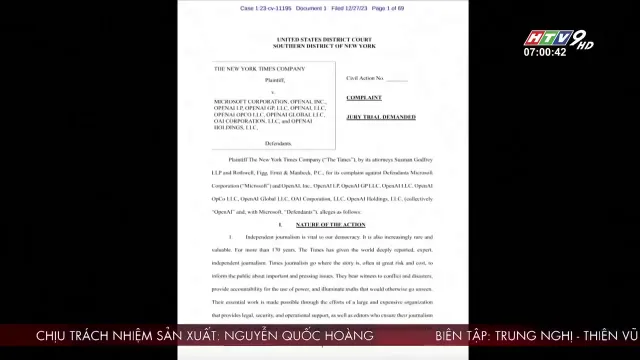 Case 1:23-cv-11195 Document 1 Filed 12/27/23 Page 1 of 69
HTV9HD
07:00:42
UNITED STATES DISTRICT COURT
SOUTHERN DISTRICT OF NEW YORK
THE NEW YORK TIMES COMPANY
Plaintiff,
v.
MICROSOFT CORPORATION, OPENAI, INC.,
OPENAI LP, OPENAI GP, LLC, OPENAI, LLC,
OPENAI OPCO LLC, OPENAI GLOBAL LLC,
OAI CORPORATION, LLC, and OPENAI
HOLDINGS, LLC,
Defendants.
Civil Action No. ________
COMPLAINT
JURY TRIAL DEMANDED
Plaintiff The New York Times Company ("The Times"), by its attorneys Susman Godfrey
LLP and Rothwell, Figg, Ernst & Manbeck, P.C., for its complaint against Defendants Microsoft
Corporation ("Microsoft") and OpenAI, Inc., OpenAI LP, OpenAI GP LLC, OpenAI LLC, OpenAI
OpCo LLC, OpenAI Global LLC, OAI Corporation, LLC, OpenAI Holdings, LLC, (collectively
"OpenAI" and, with Microsoft, "Defendants"), alleges as follows:
I. NATURE OF THE ACTION
1. Independent journalism is vital to our democracy. It is also increasingly rare and
valuable. For more than 170 years, The Times has given the world deeply reported, expert,
independent journalism. Times journalists go where the story is, often at great risk and cost, to
inform the public about important and pressing issues. They bear witness to conflict and disasters,
provide accountability for the use of power, and illuminate truths that would otherwise go unseen.
Their essential work is made possible through the efforts of a large and expensive organization
that provides legal, security, and operational support, as well as editors who ensure their journalism
CHỊU TRÁCH NHIỆM SẢN XUẤT: NGUYỄN QUỐC HOÀNG
BIÊN TẬP: TRUNG NGHỊ - THIÊN VŨ